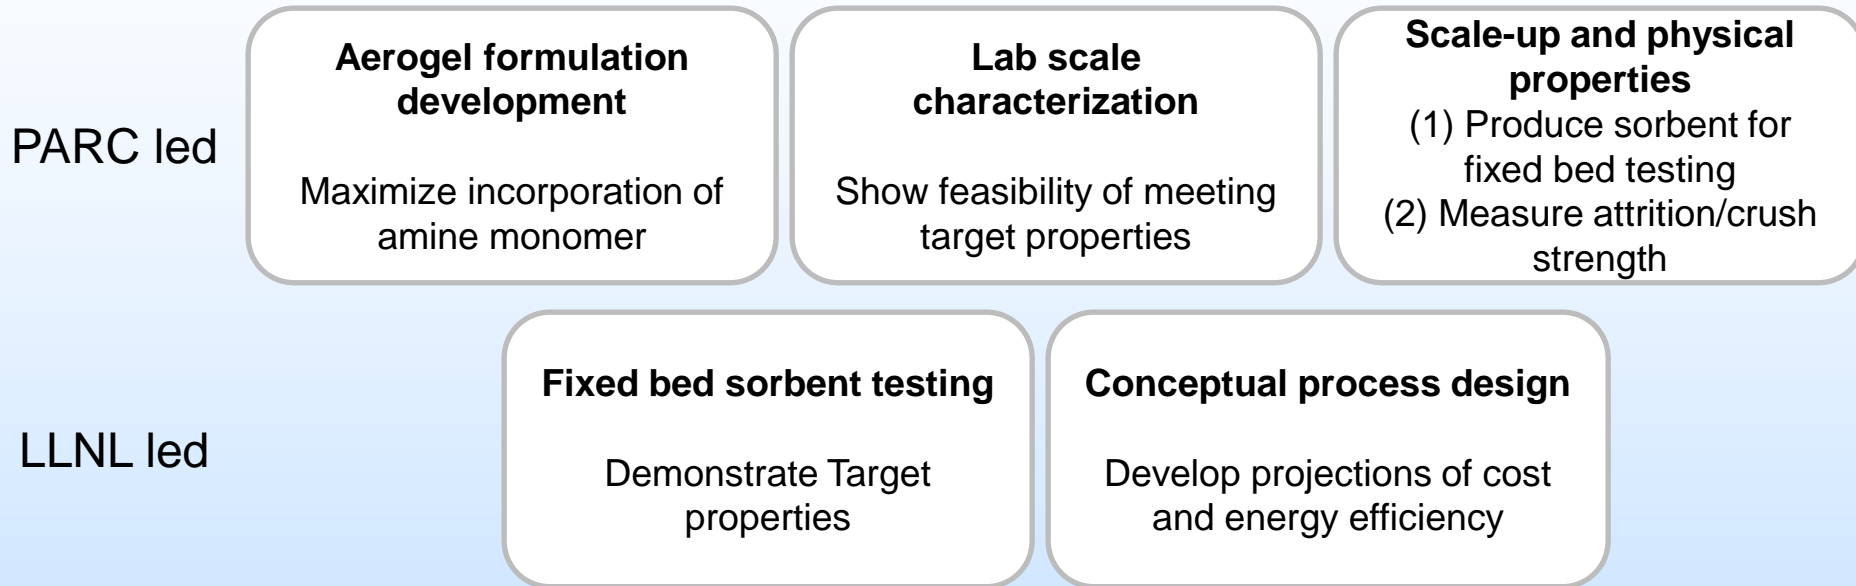 PARC led
Aerogel formulation
development
Maximize incorporation of
amine monomer
Lab scale
characterization
Show feasibility of meeting
target properties
Scale-up and physical
properties
(1) Produce sorbent for
fixed bed testing
(2) Measure attrition/crush
strength
LLNL led
Fixed bed sorbent testing
Demonstrate Target
properties
Conceptual process design
Develop projections of cost
and energy efficiency